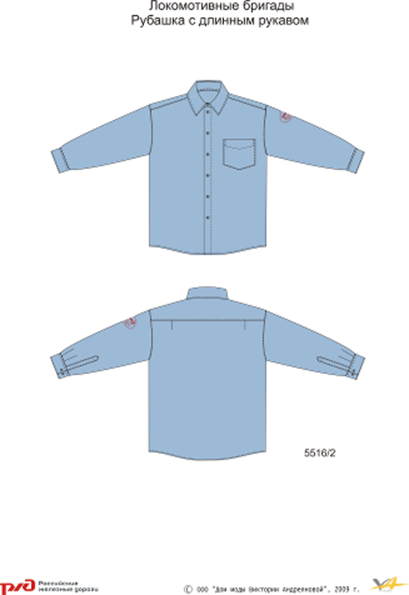 Локомотивные бригады
Рубашка с длинным рукавом
5516/2
РЖД Российские
железные дороги
© ООО "Дом моды Виктории Андреяновой", 2009 г.